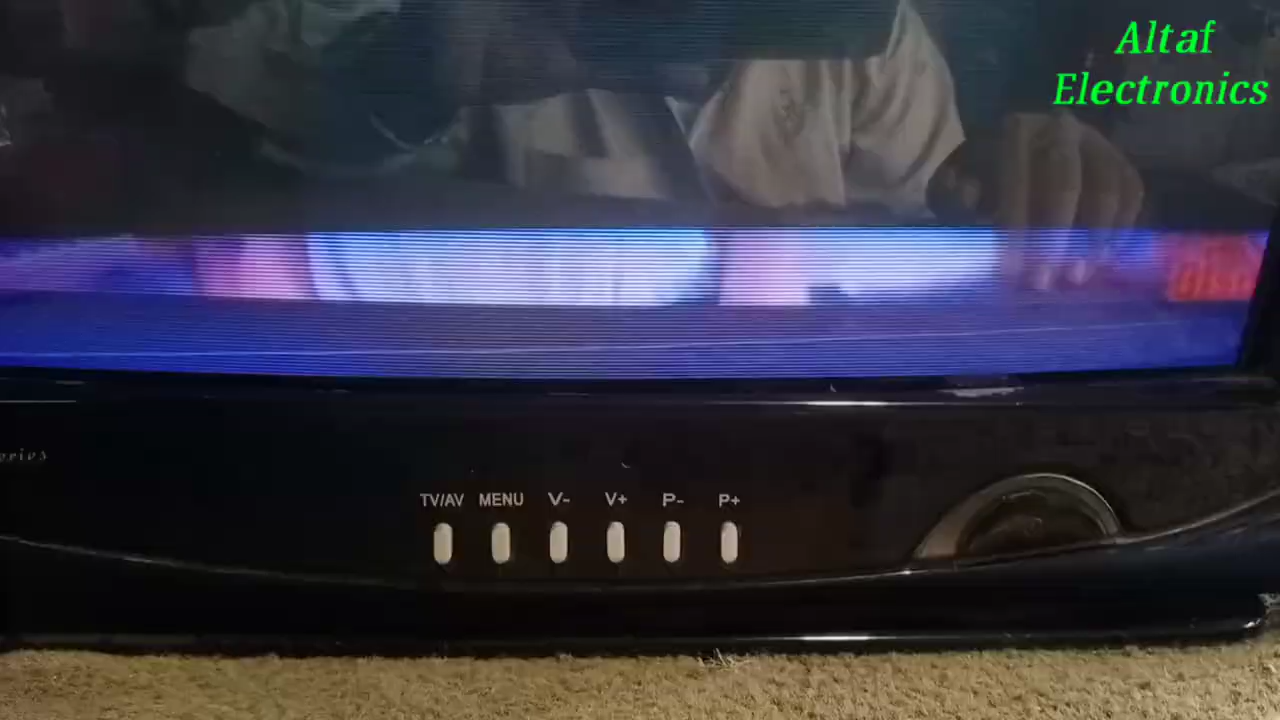 Altaf
Electronics
TV/AV MENU V- V+ P- P+